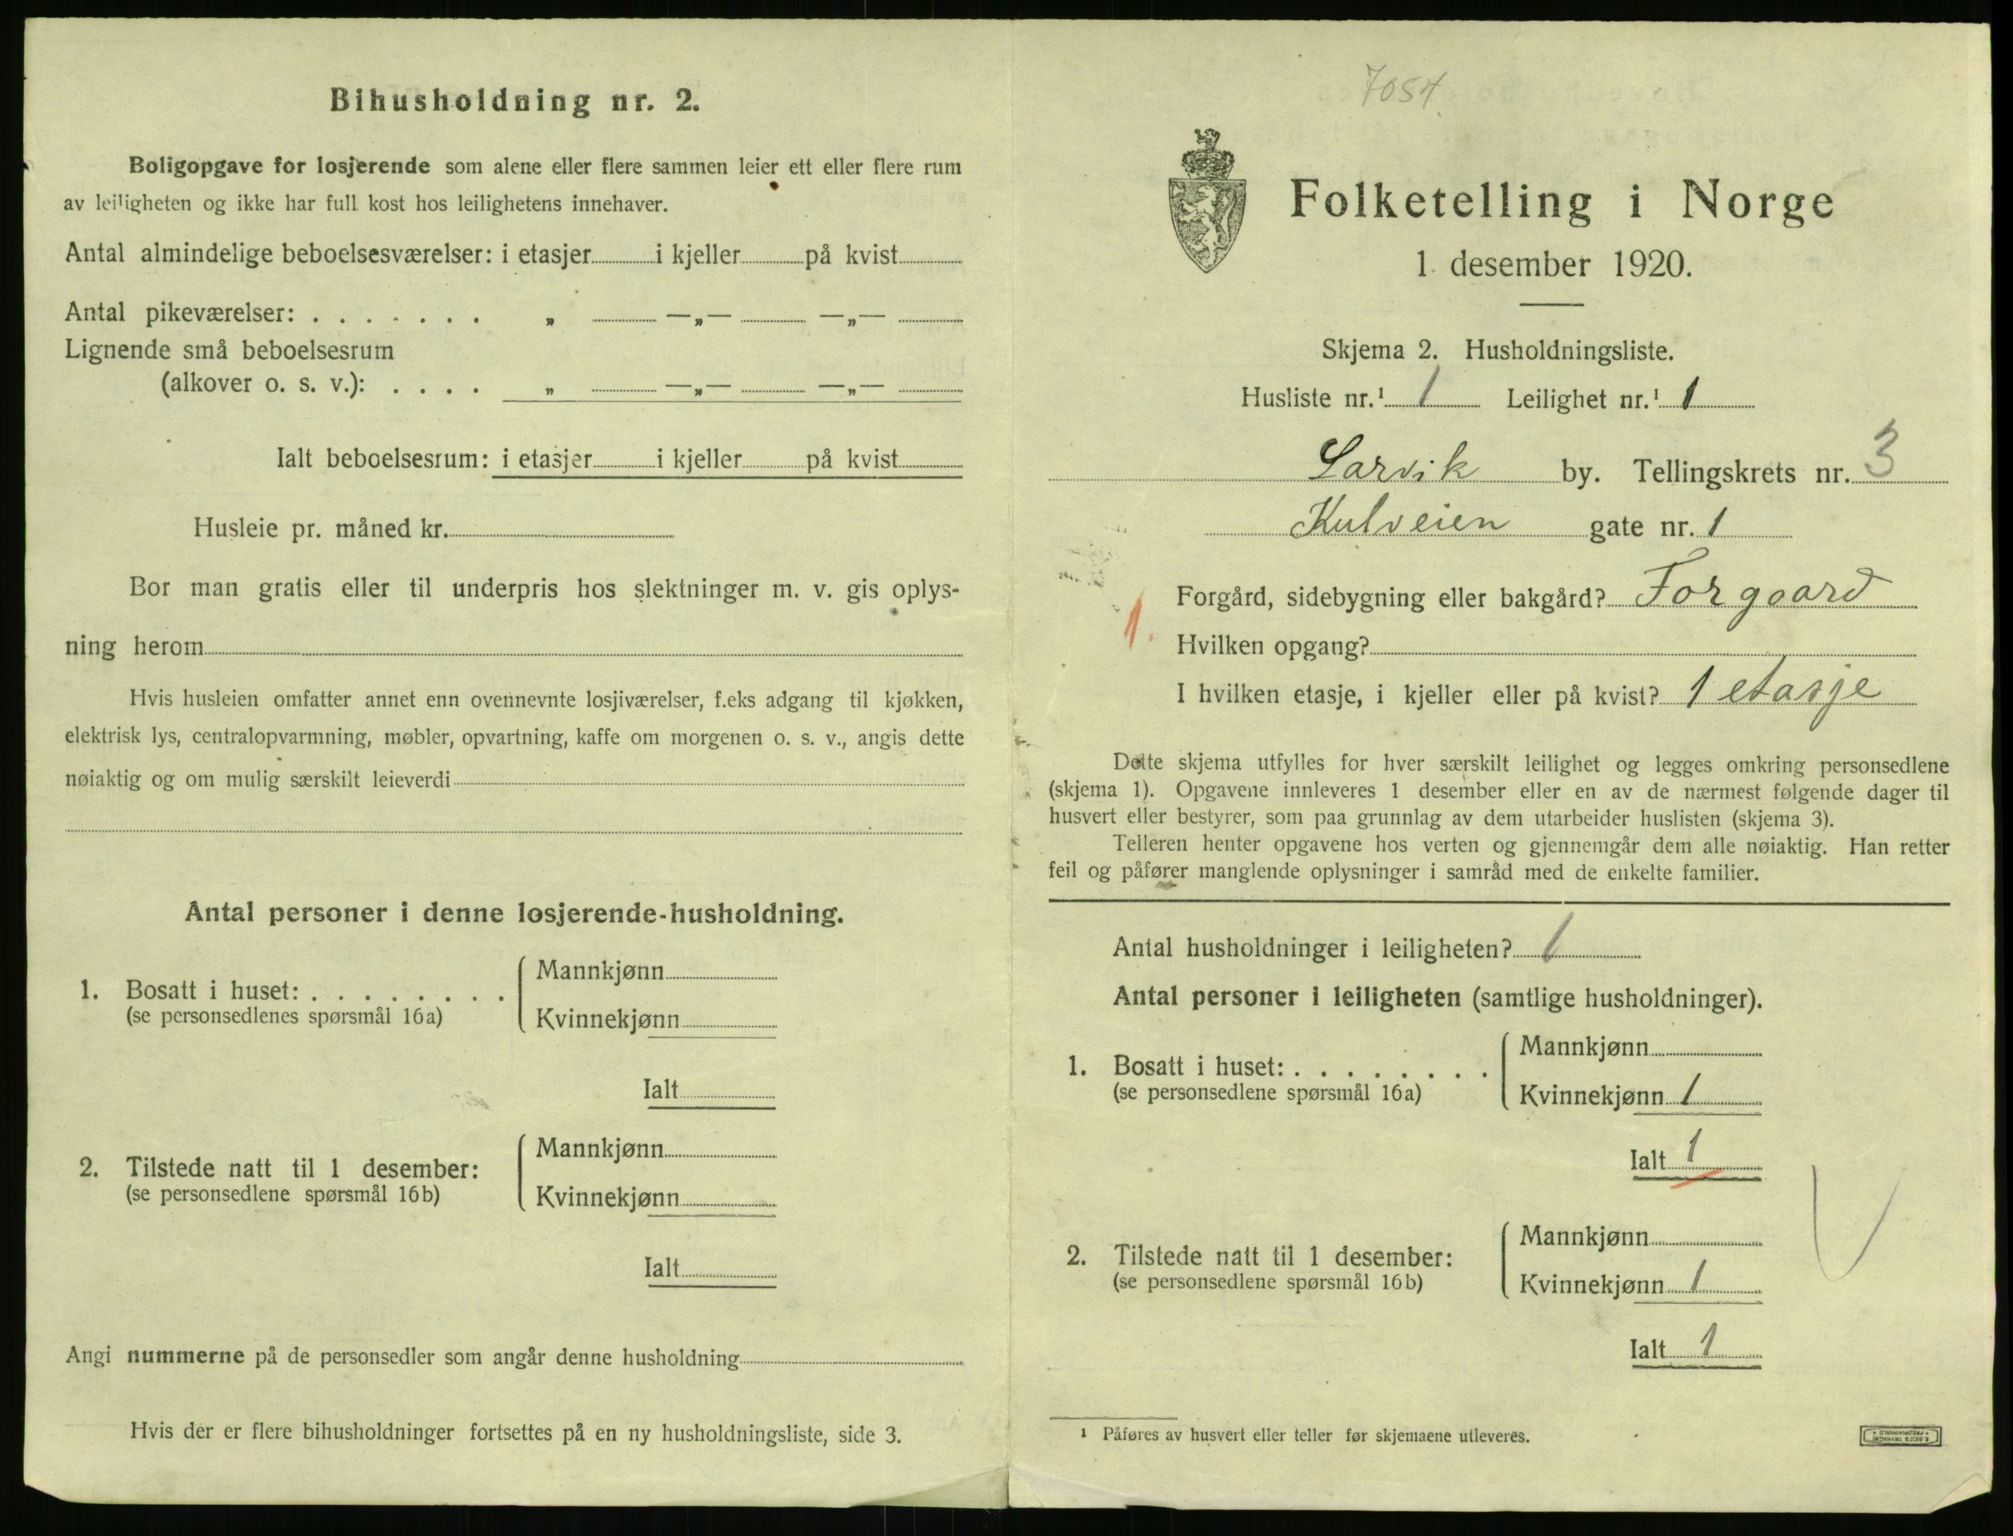 Bihusholdning nr. 2.
Boligopgave for losjerende som alene eller flere sammen leier ett eller flere rum
av leiligheten og ikke har full kost hos leilighetens innehaver.
Antal almindelige beboelsesværelser: i etasjer i kjeller på kvist
Antal pikeværelser: . . . . . . . „ —„— —„—
Lignende små beboelsesrum
(alkover o. s. v.): . . . . „ —„— —„—
Ialt beboelsesrum: i etasjer i kjeller på kvist
Husleie pr. måned kr.
Bor man gratis eller til underpris hos slektninger m. v. gis oplys-
ning herom
Hvis husleien omfatter annet enn ovennevnte losjiværelser, f.eks adgang til kjøkken,
elektrisk lys, centralopvarmning, møbler, opvartning, kaffe om morgenen o. s. v., angis dette
nøiaktig og om mulig særskilt leieverdi
Antal personer i denne losjerende-husholdning.
1. Bosatt i huset: . . . . . . . . Mannkjønn
(se personsedlenes spørsmål 16a) Kvinnekjønn
Ialt
2. Tilstede natt til 1 desember: Mannkjønn
(se personsedlene spørsmål 16b) Kvinnekjønn
Ialt
Angi nummerne på de personsedler som angår denne husholdning
Hvis der er flere bihusholdninger fortsettes på en ny husholdningsliste, side 3.
7054
Folketelling i Norge
1. desember 1920.
Skjema 2. Husholdningsliste.
Husliste nr.¹ 1 Leilighet nr.¹ 1
Larvik by. Tellingskrets nr. 3
Kulveien gate nr. 1
Forgård, sidebygning eller bakgård? Forgaard
1.
Hvilken opgang?
I hvilken etasje, i kjeller eller på kvist? 1 etasje
Dette skjema utfylles for hver særskilt leilighet og legges omkring personsedlene
(skjema 1). Opgavene innleveres 1 desember eller en av de nærmest følgende dager til
husvert eller bestyrer, som paa grunnlag av dem utarbeider huslisten (skjema 3).
Telleren henter opgavene hos verten og gjennemgår dem alle nøiaktig. Han retter
feil og påfører manglende oplysninger i samråd med de enkelte familier.
Antal husholdninger i leiligheten? 1
Antal personer i leiligheten (samtlige husholdninger).
1. Bosatt i huset: . . . . . . . . Mannkjønn
(se personsedlene spørsmål 16a) Kvinnekjønn 1
Ialt 1
2. Tilstede natt til 1 desember: Mannkjønn
(se personsedlene spørsmål 16b) Kvinnekjønn 1
Ialt 1
¹ Påføres av husvert eller teller før skjemaene utleveres.